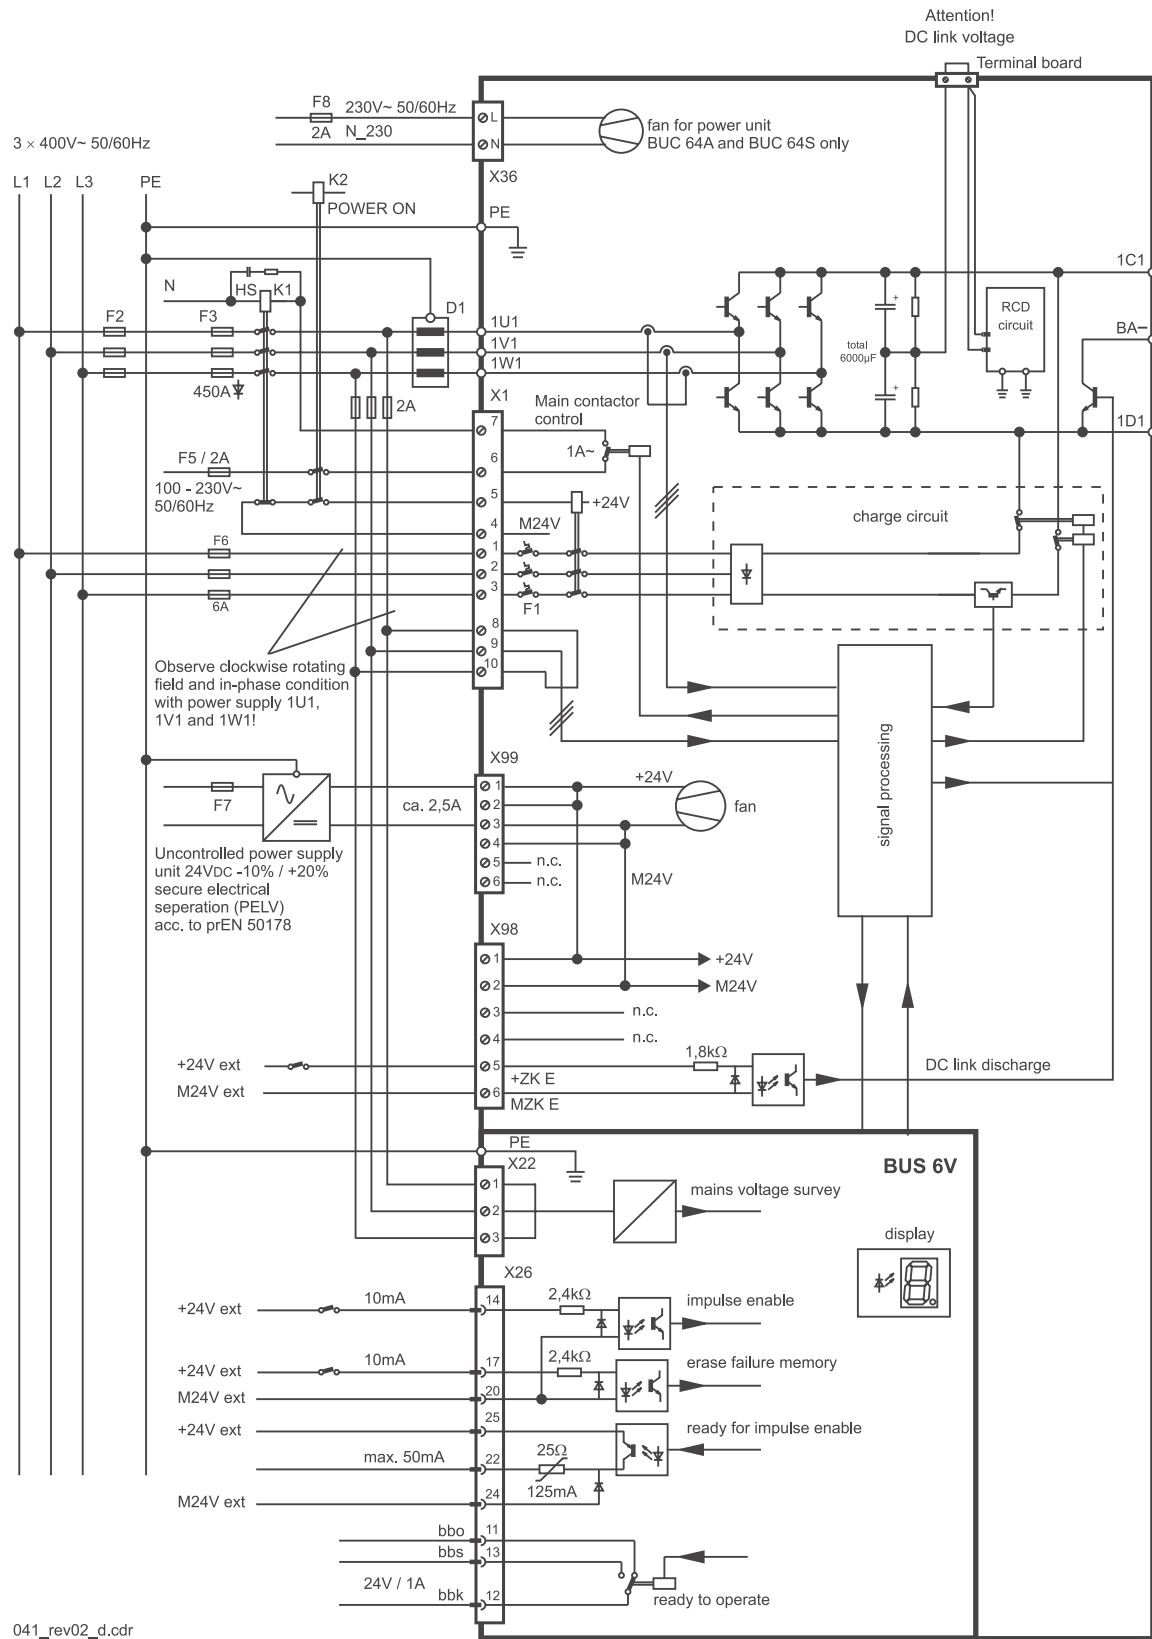 Attention!
DC link voltage
Terminal board
F8
230V~ 50/60Hz
2A
N_230
L
N
X36
fan for power unit
BUC 64A and BUC 64S only
3 × 400V~ 50/60Hz
L1
L2
L3
PE
K2
POWER ON
PE
N
HS
K1
D1
F2
F3
450A
1U1
1V1
1W1
2A
X1
+
total
6000µF
+
RCD
circuit
1C1
BA−
1D1
Main contactor
control
1A~
7
6
5
4
1
2
3
8
9
10
F5 / 2A
100 - 230V~
50/60Hz
+24V
M24V
F6
6A
F1
charge circuit
Observe clockwise rotating
field and in-phase condition
with power supply 1U1,
1V1 and 1W1!
signal processing
X99
F7
ca. 2,5A
1
2
3
4
5
6
+24V
fan
n.c.
n.c.
M24V
Uncontrolled power supply
unit 24VDC -10% / +20%
secure electrical
seperation (PELV)
acc. to prEN 50178
X98
1
2
3
4
5
6
+24V
M24V
n.c.
n.c.
+24V ext
M24V ext
+ZK E
MZK E
1,8kΩ
DC link discharge
PE
X22
1
2
3
BUS 6V
mains voltage survey
display
X26
+24V ext
10mA
14
2,4kΩ
impulse enable
+24V ext
10mA
17
2,4kΩ
erase failure memory
M24V ext
20
+24V ext
25
ready for impulse enable
max. 50mA
22
25Ω
125mA
M24V ext
24
bbo
11
bbs
13
24V / 1A
bbk
12
ready to operate
041_rev02_d.cdr